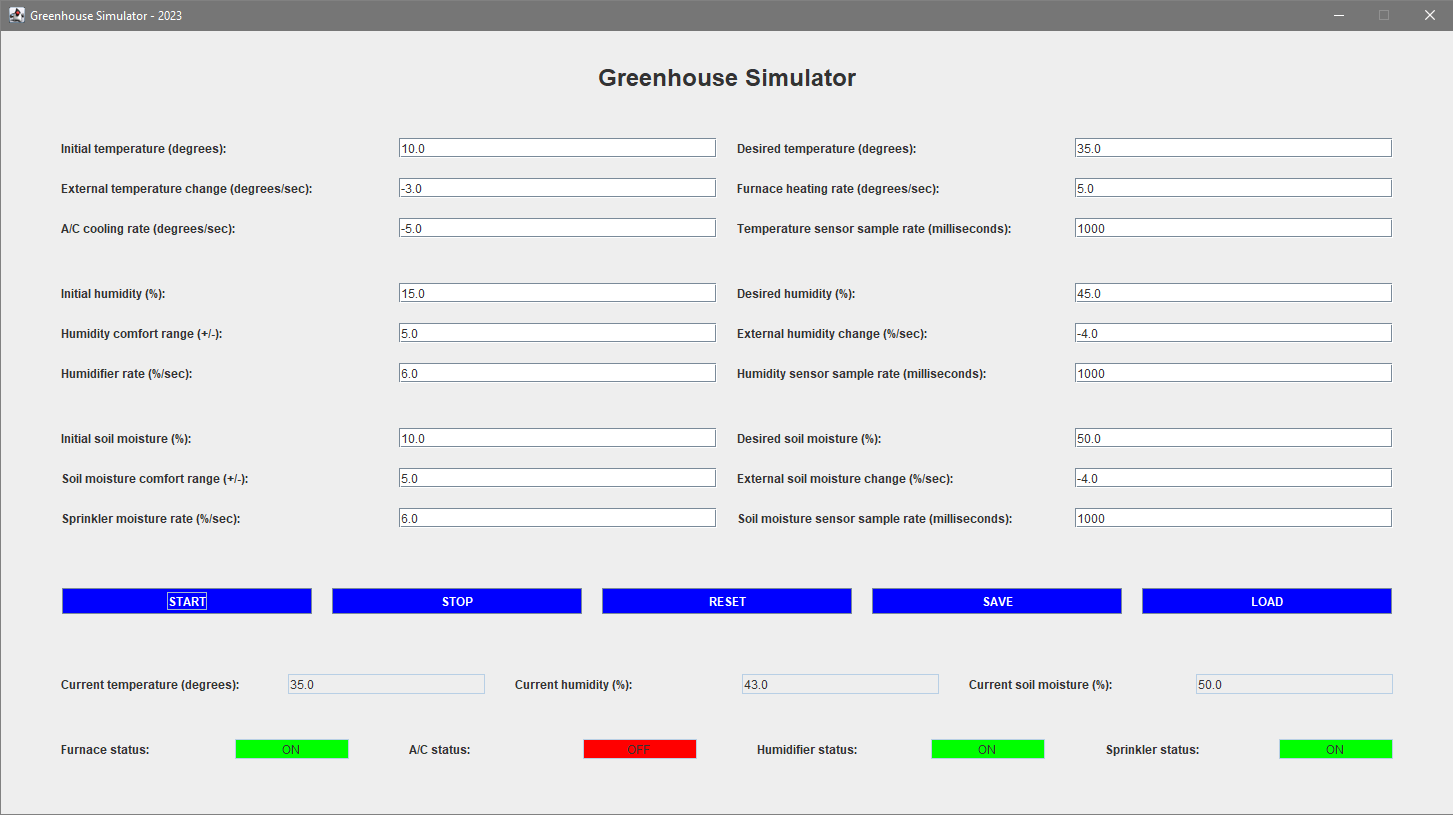 Greenhouse Simulator - 2023
Greenhouse Simulator
Initial temperature (degrees): 10.0 Desired temperature (degrees): 35.0
External temperature change (degrees/sec): -3.0 Furnace heating rate (degrees/sec): 5.0
A/C cooling rate (degrees/sec): -5.0 Temperature sensor sample rate (milliseconds): 1000
Initial humidity (%): 15.0 Desired humidity (%): 45.0
Humidity comfort range (+/-): 5.0 External humidity change (%/sec): -4.0
Humidifier rate (%/sec): 6.0 Humidity sensor sample rate (milliseconds): 1000
Initial soil moisture (%): 10.0 Desired soil moisture (%): 50.0
Soil moisture comfort range (+/-): 5.0 External soil moisture change (%/sec): -4.0
Sprinkler moisture rate (%/sec): 6.0 Soil moisture sensor sample rate (milliseconds): 1000
START STOP RESET SAVE LOAD
Current temperature (degrees): 35.0 Current humidity (%): 43.0 Current soil moisture (%): 50.0
Furnace status: ON A/C status: OFF Humidifier status: ON Sprinkler status: ON